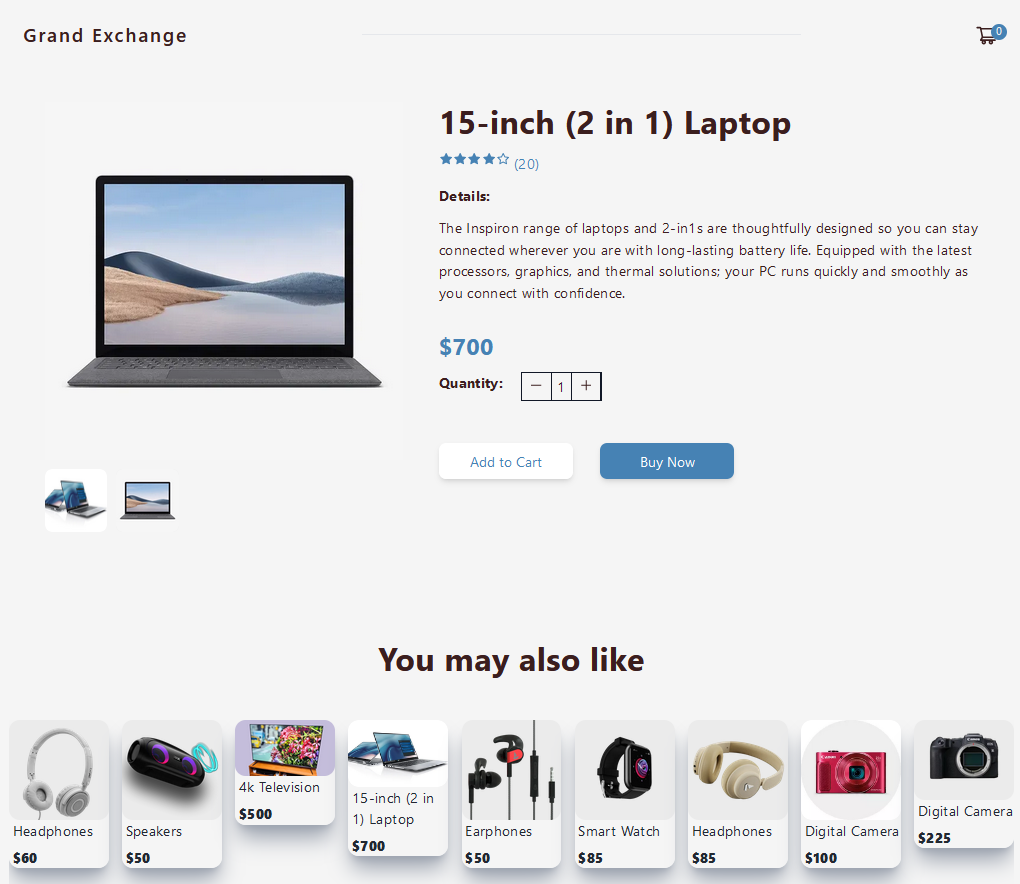 Grand Exchange
0
15-inch (2 in 1) Laptop
(20)
Details:
The Inspiron range of laptops and 2-in1s are thoughtfully designed so you can stay
connected wherever you are with long-lasting battery life. Equipped with the latest
processors, graphics, and thermal solutions; your PC runs quickly and smoothly as
you connect with confidence.
$700
Quantity: − 1 +
Add to Cart
Buy Now
You may also like
Headphones
$60
Speakers
$50
4k Television
$500
15-inch (2 in
1) Laptop
$700
Earphones
$50
Smart Watch
$85
Headphones
$85
Digital Camera
$100
Digital Camera
$225